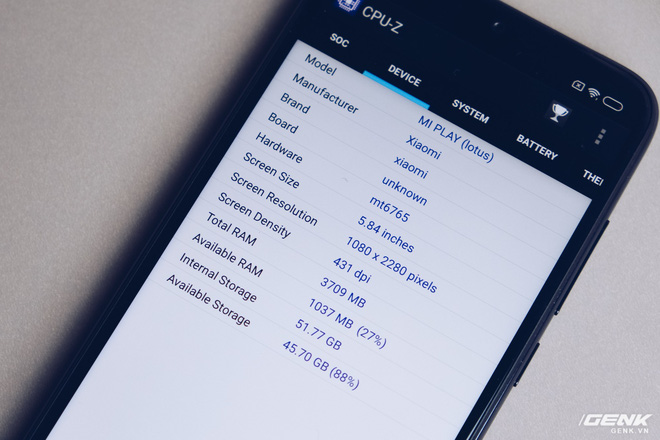 CPU-Z
SOC DEVICE SYSTEM BATTERY THE
Model MI PLAY (lotus)
Manufacturer Xiaomi
Brand xiaomi
Board unknown
Hardware mt6765
Screen Size 5.84 inches
Screen Resolution 1080 x 2280 pixels
Screen Density 431 dpi
Total RAM 3709 MB
Available RAM 1037 MB (27%)
Internal Storage 51.77 GB
Available Storage 45.70 GB (88%)
GENK
GENK.VN